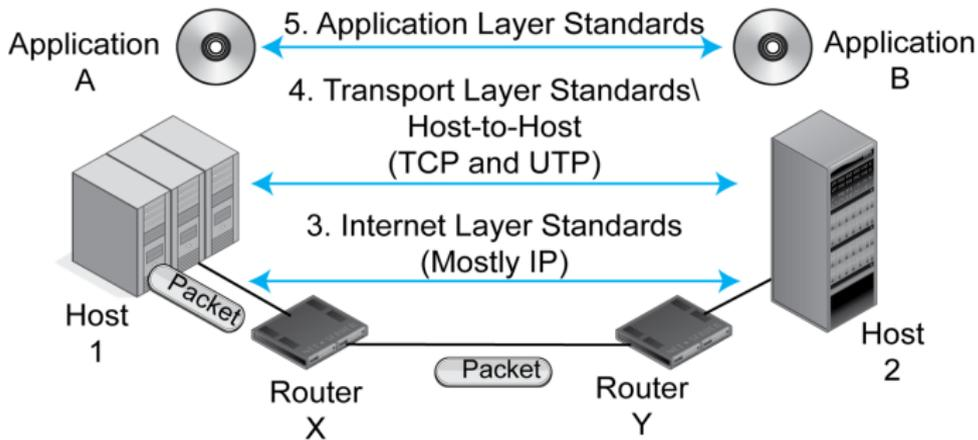 5. Application Layer Standards
Application
A
Application
B
4. Transport Layer Standards\
Host-to-Host
(TCP and UTP)
3. Internet Layer Standards
(Mostly IP)
Packet
Host
1
Host
2
Packet
Router
X
Router
Y